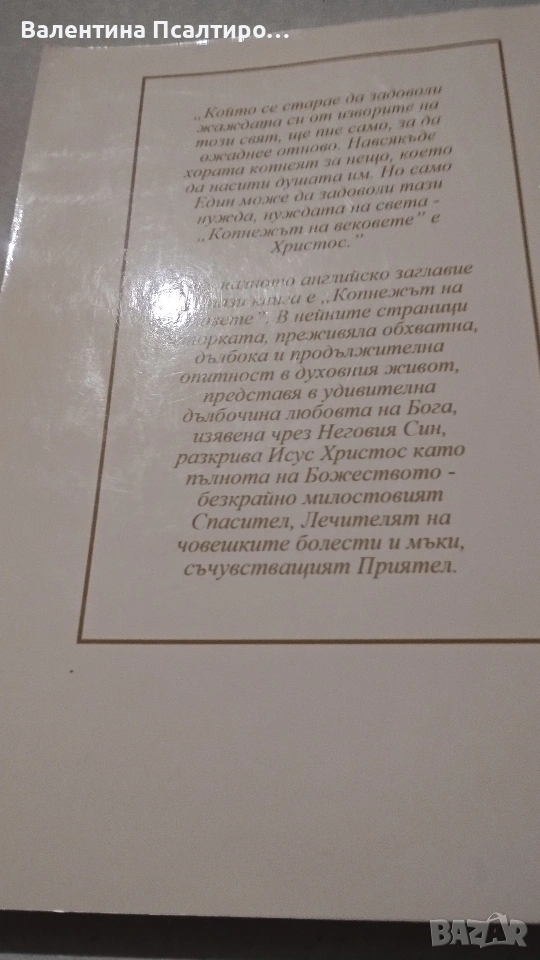 Валентина Псалтиро...
„Който се старае да задоволи
жаждата си от изворите на
този свят, ще пие само, за да
ожаднее отново. Навсякъде
хората копнеят за нещо, което
да насити душата им. Но само
Един може да задоволи тази
нужда, нуждата на света -
„Копнежът на вековете” е
Христос.”
английско заглавие
книга е „Копнежът на
В нейните страници
преживяла обхватна,
дълбока и продължителна
опитност в духовния живот,
представя в удивителна
дълбочина любовта на Бога,
изявена чрез Неговия Син,
разкрива Исус Христос като
пълнота на Божеството -
безкрайно милостовият
Спасител, Лечителят на
човешките болести и мъки,
съчувстващият Приятел.
BAZAR